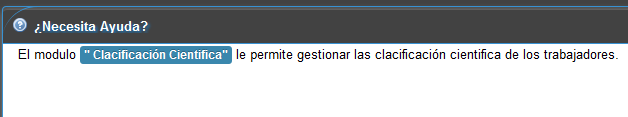 ¿Necesita Ayuda?
El modulo " Clacificación Cientifica" le permite gestionar las clacificación cientifica de los trabajadores.